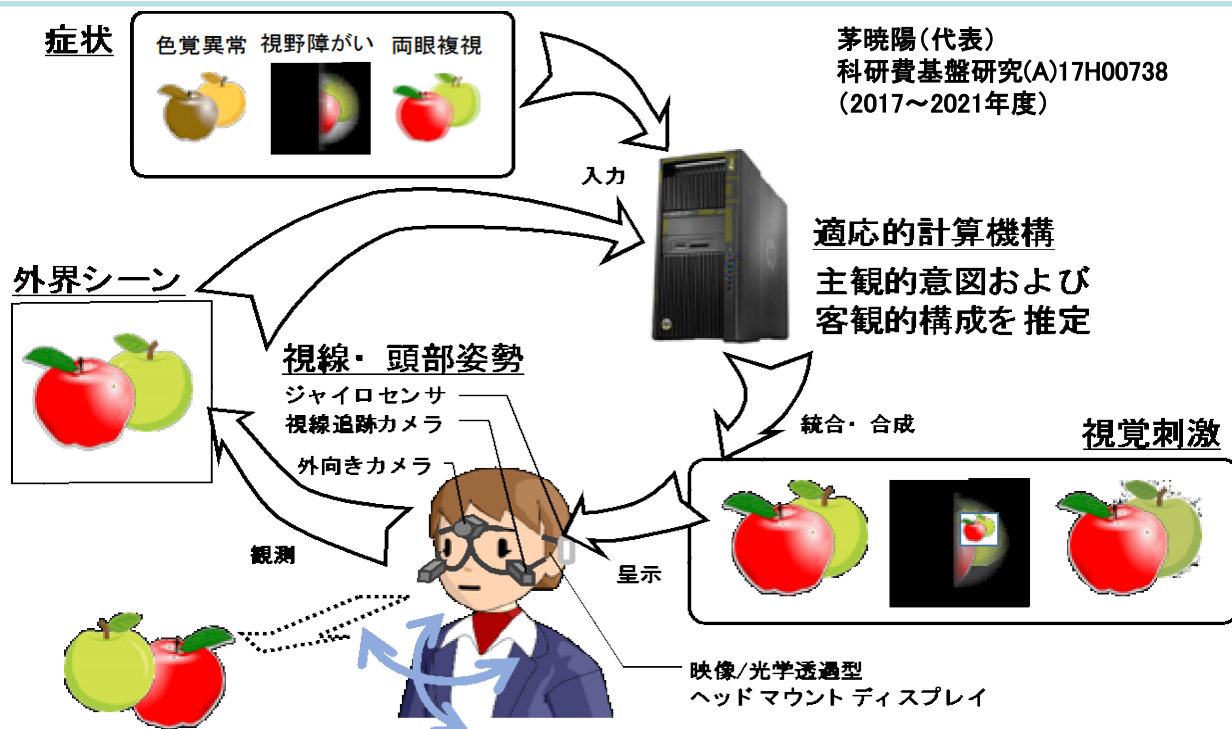 症状
色覚異常 視野障がい 両眼複視
茅暁陽(代表)
科研費基盤研究(A)17H00738
(2017～2021年度)
入力
適応的計算機構
主観的意図および
客観的構成を推定
外界シーン
視線・頭部姿勢
ジャイロセンサ
視線追跡カメラ
外向きカメラ
統合・合成
視覚刺激
観測
呈示
映像/光学透過型
ヘッドマウントディスプレイ